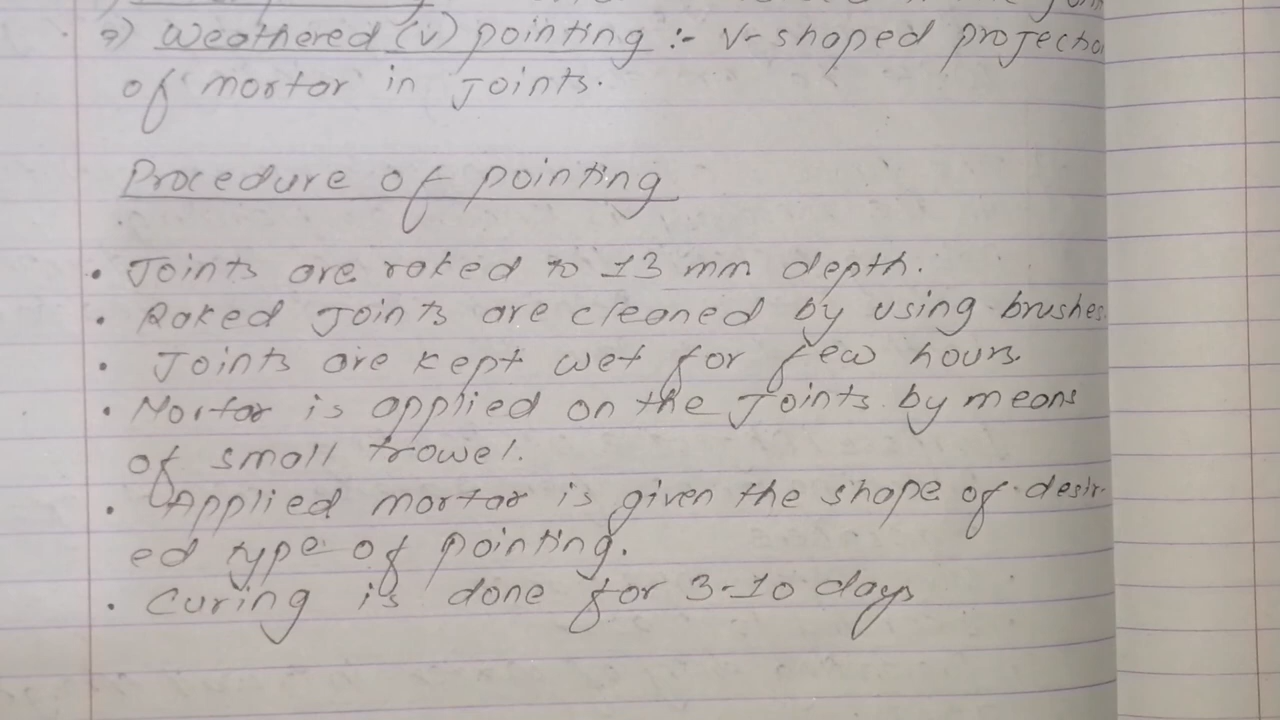 7) Weathered (v) pointing :- V-shaped projectio
of mortar in Joints.
Procedure of pointing
• Joints are raked to 13 mm depth.
• Raked Joints are cleaned by using brushes.
• Joints are kept wet for few hours.
• Mortar is applied on the Joints by means
of small trowel.
• Applied mortar is given the shape of desir-
ed type of pointing.
• Curing is done for 3-10 days